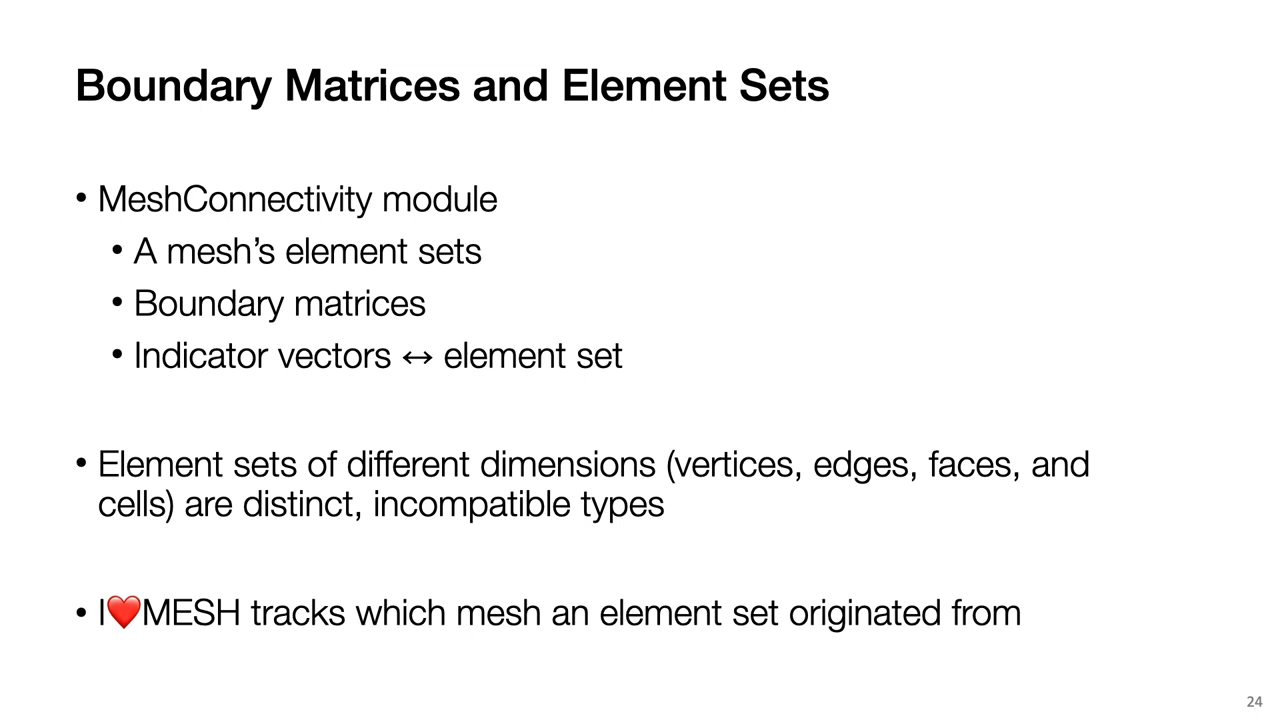 Boundary Matrices and Element Sets
• MeshConnectivity module
• A mesh’s element sets
• Boundary matrices
• Indicator vectors ↔ element set
• Element sets of different dimensions (vertices, edges, faces, and
cells) are distinct, incompatible types
• I❤️MESH tracks which mesh an element set originated from
24